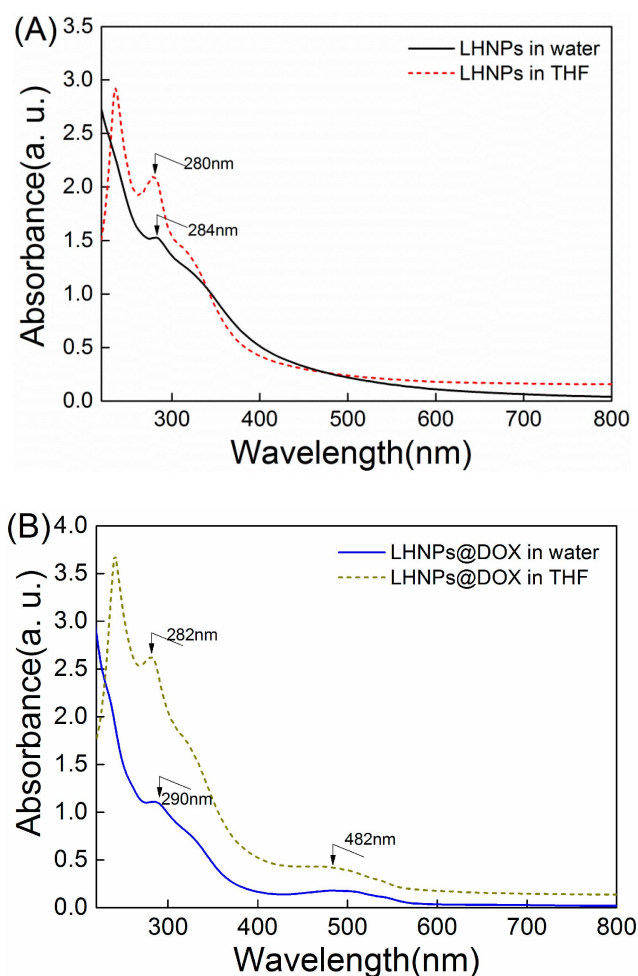 (A)
3.5
3.0
2.5
2.0
1.5
1.0
0.5
0.0
Absorbance(a. u.)
LHNPs in water
LHNPs in THF
280nm
284nm
300 400 500 600 700 800
Wavelength(nm)
(B)
4.0
3.5
3.0
2.5
2.0
1.5
1.0
0.5
0.0
Absorbance(a. u.)
LHNPs@DOX in water
LHNPs@DOX in THF
282nm
290nm
482nm
300 400 500 600 700 800
Wavelength(nm)